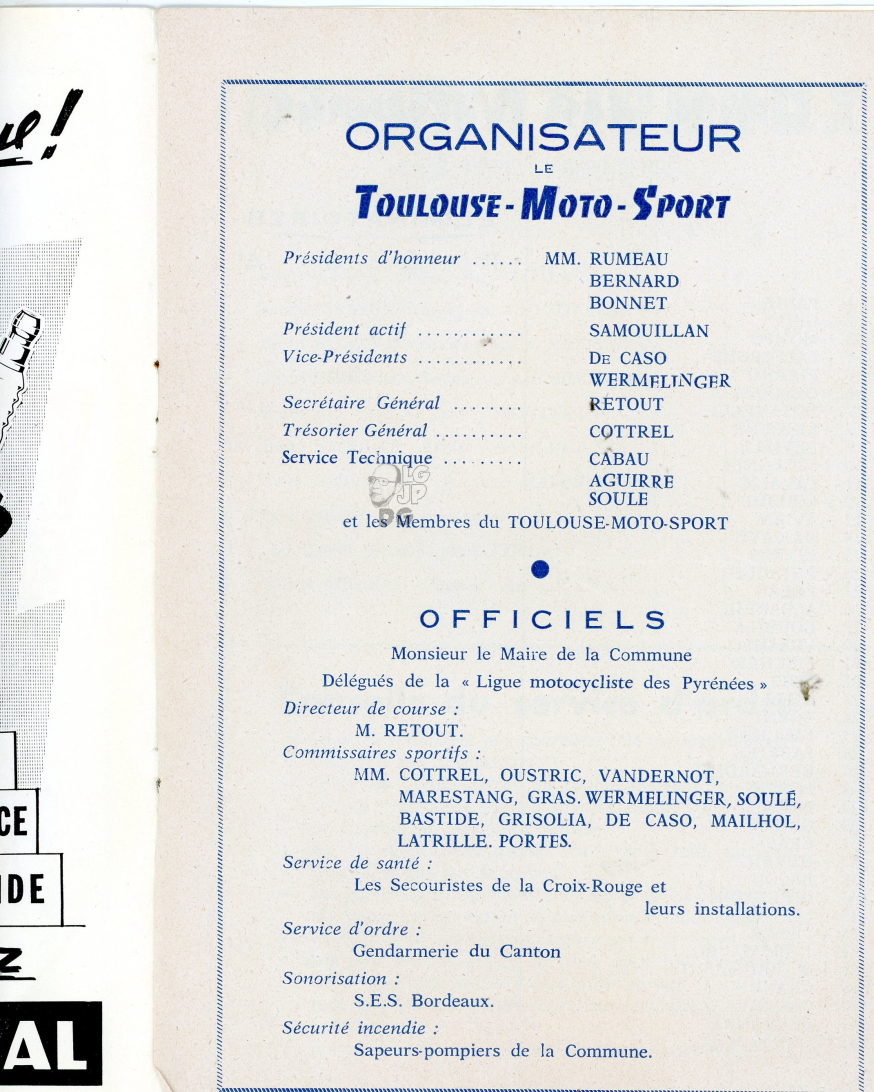 ue!
CE
IDE
Z
AL
ORGANISATEUR
LE
TOULOUSE-MOTO-SPORT
Présidents d'honneur ...... MM. RUMEAU
BERNARD
BONNET
Président actif ............ SAMOUILLAN
Vice-Présidents ............ DE CASO
WERMELINGER
Secrétaire Général ........ RETOUT
Trésorier Général .......... COTTREL
Service Technique ......... CABAU
AGUIRRE
SOULE
LG
JP
DG
et les Membres du TOULOUSE-MOTO-SPORT
OFFICIELS
Monsieur le Maire de la Commune
Délégués de la « Ligue motocycliste des Pyrénées »
Directeur de course :
M. RETOUT.
Commissaires sportifs :
MM. COTTREL, OUSTRIC, VANDERNOT,
MARESTANG, GRAS. WERMELINGER, SOULÉ,
BASTIDE, GRISOLIA, DE CASO, MAILHOL,
LATRILLE. PORTES.
Service de santé :
Les Secouristes de la Croix-Rouge et
leurs installations.
Service d'ordre :
Gendarmerie du Canton
Sonorisation :
S.E.S. Bordeaux.
Sécurité incendie :
Sapeurs-pompiers de la Commune.